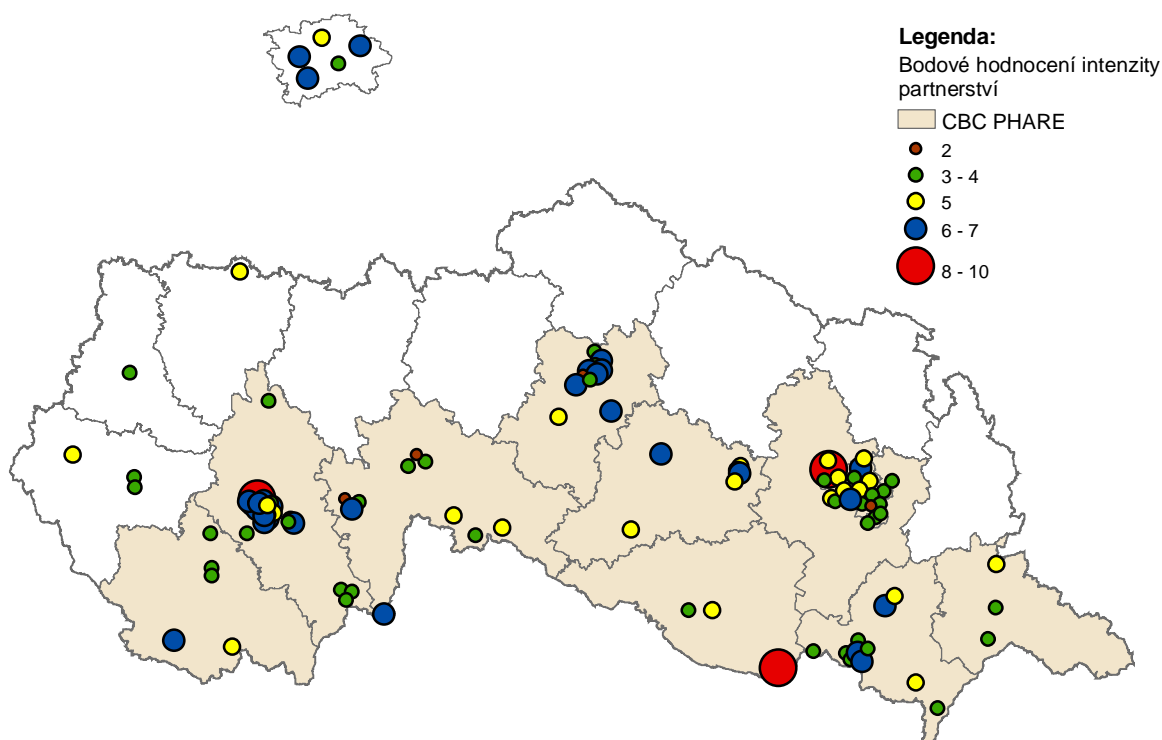 Legenda:
Bodové hodnocení intenzity
partnerství
CBC PHARE
2
3 - 4
5
6 - 7
8 - 10